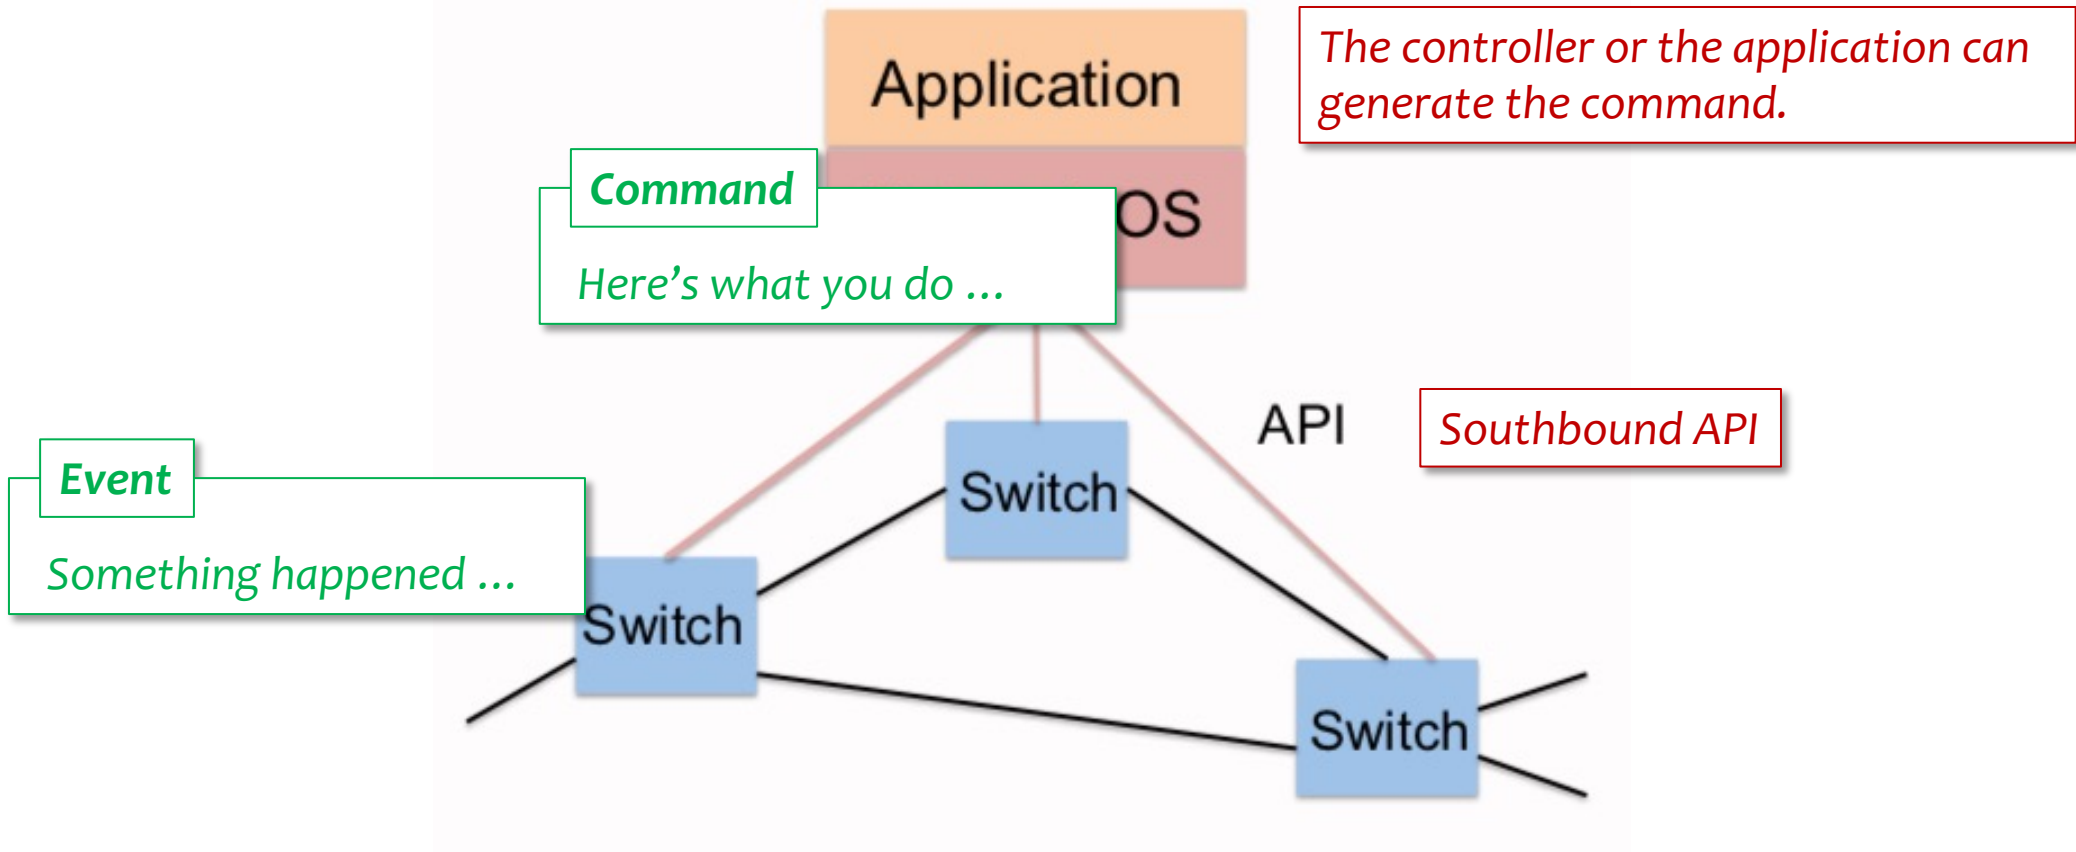 Application
The controller or the application can
generate the command.
Command
OS
Here's what you do ...
API
Southbound API
Event
Something happened ...
Switch
Switch
Switch